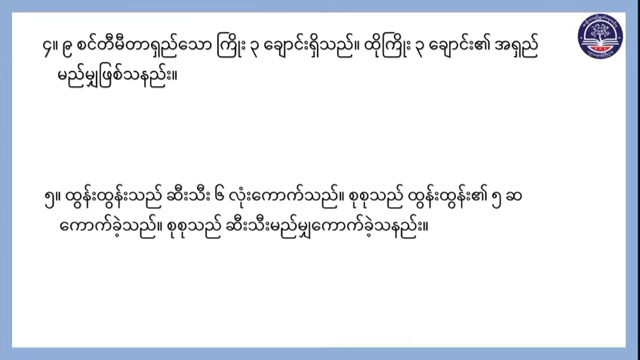 ၄။ ၉ စင်တီမီတာရှည်သော ကြိုး ၃ ချောင်းရှိသည်။ ထိုကြိုး ၃ ချောင်း၏ အရှည်
မည်မျှဖြစ်သနည်း။
၅။ ထွန်းထွန်းသည် ဆီးသီး ၆ လုံးကောက်သည်။ စုစုသည် ထွန်းထွန်း၏ ၅ ဆ
ကောက်ခဲ့သည်။ စုစုသည် ဆီးသီးမည်မျှကောက်ခဲ့သနည်း။